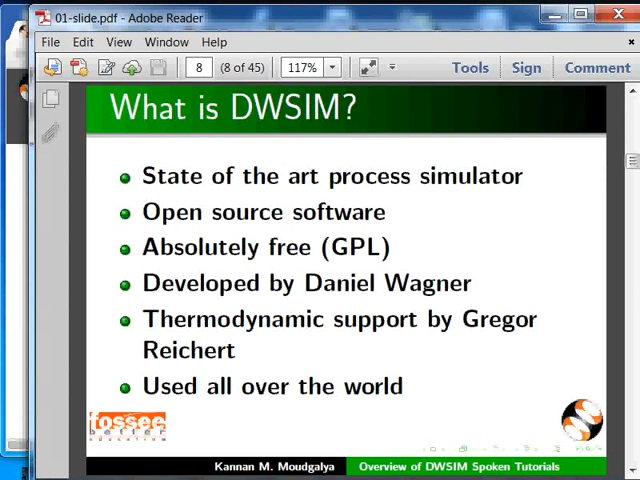 01-slide.pdf - Adobe Reader
File Edit View Window Help
8 (8 of 45) 117% Tools Sign Comment
What is DWSIM?
State of the art process simulator
Open source software
Absolutely free (GPL)
Developed by Daniel Wagner
Thermodynamic support by Gregor
Reichert
Used all over the world
fossee
education
Kannan M. Moudgalya Overview of DWSIM Spoken Tutorials